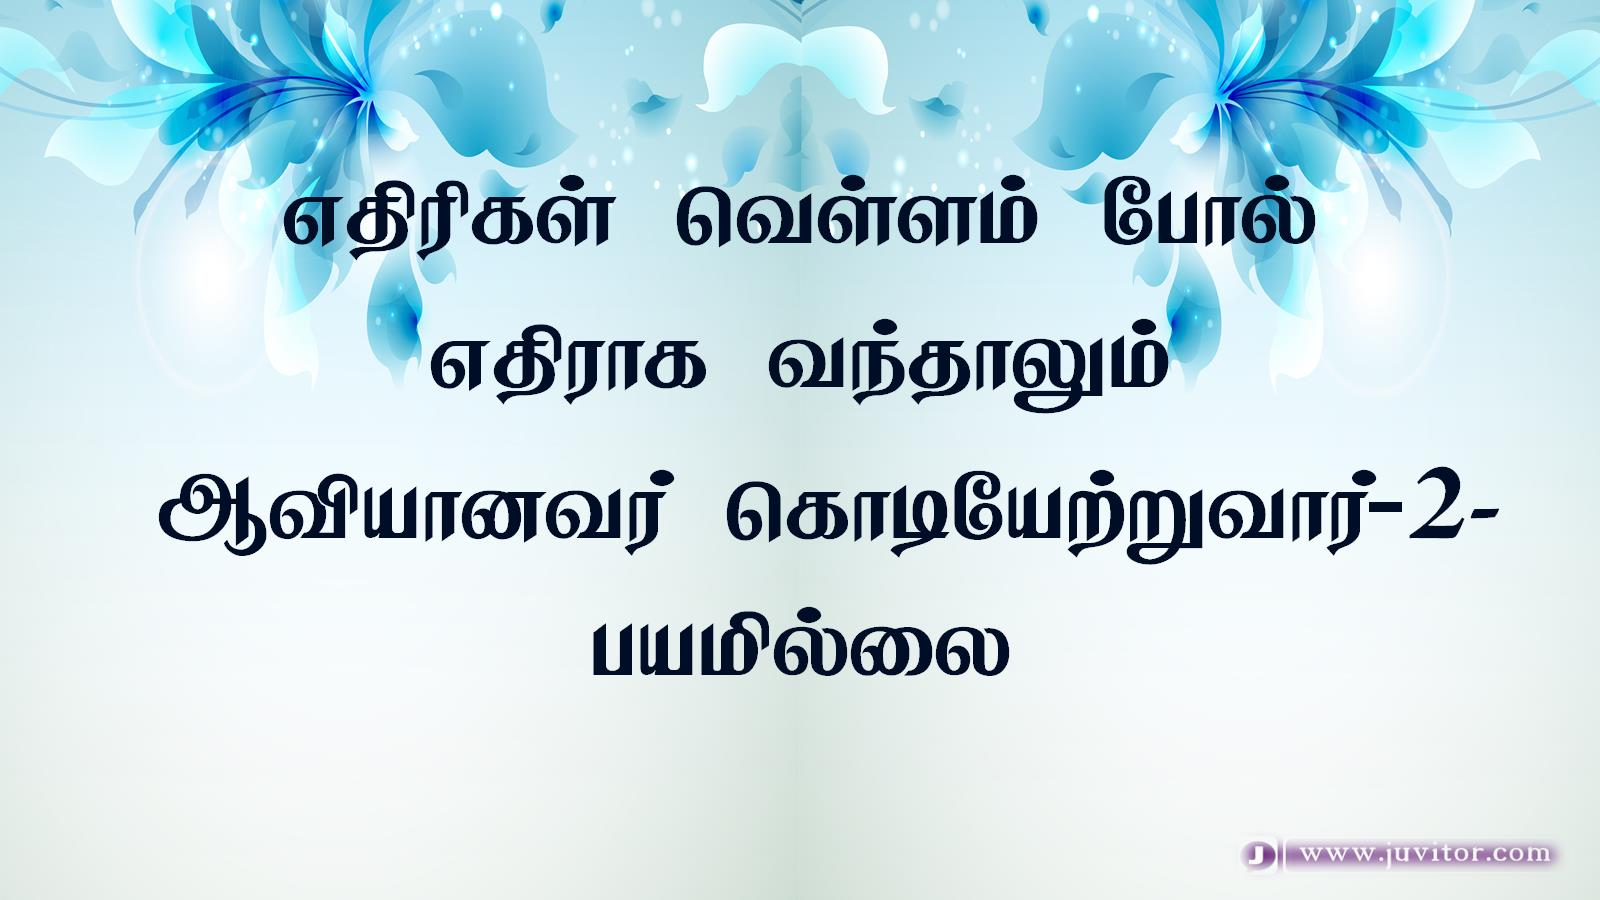 எதிரிகள் வெள்ளம் போல்
எதிராக வந்தாலும்
ஆவியானவர் கொடியேற்றுவார்-2-
பயமில்லை
J www.juvitor.com